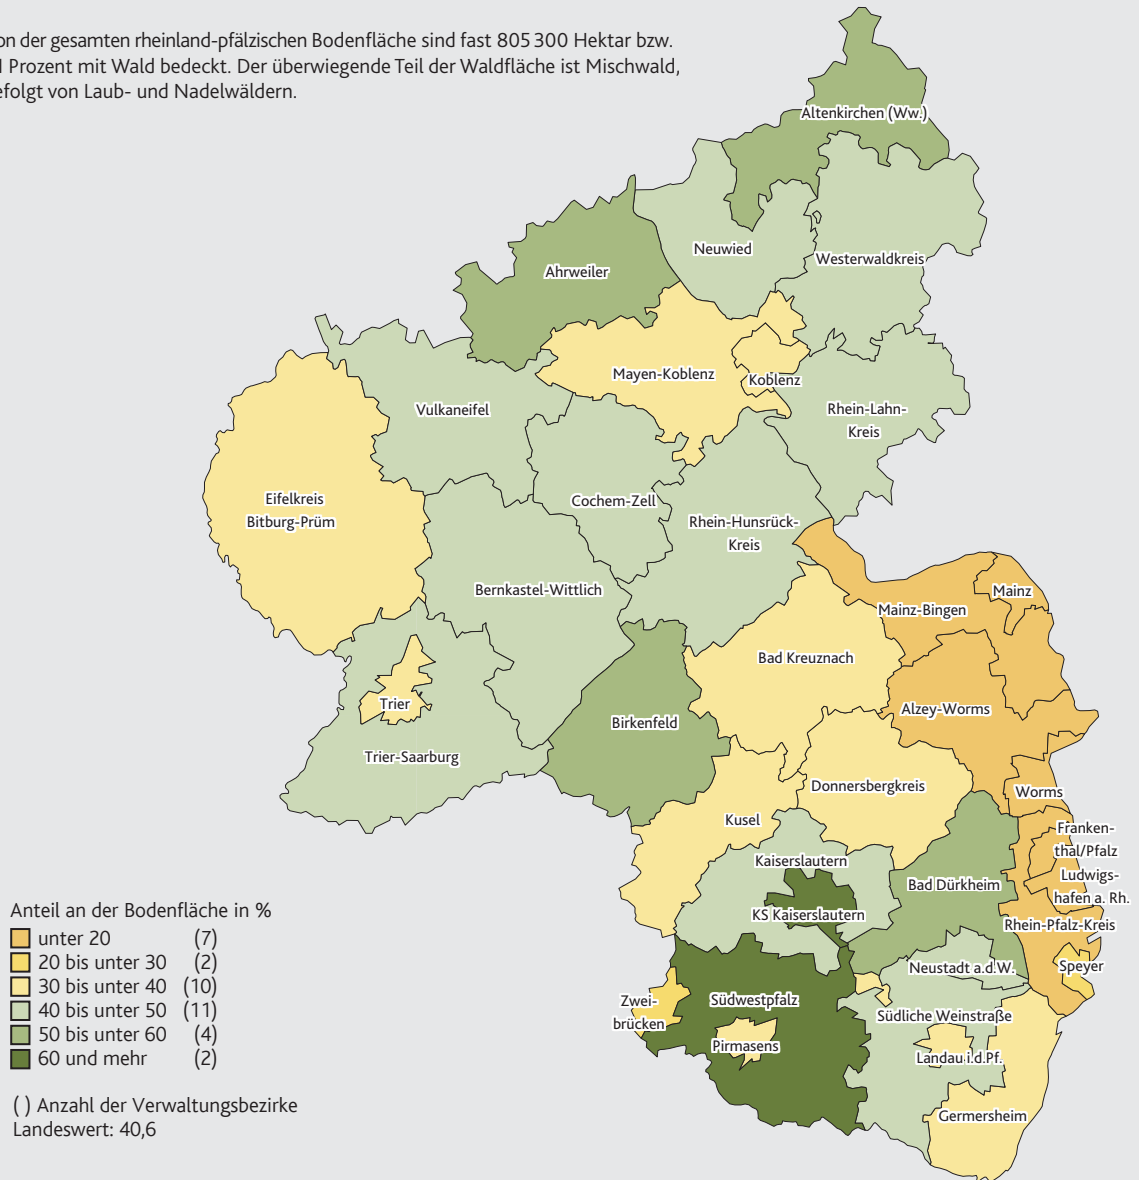 on der gesamten rheinland-pfälzischen Bodenfläche sind fast 805 300 Hektar bzw.
Prozent mit Wald bedeckt. Der überwiegende Teil der Waldfläche ist Mischwald,
efolgt von Laub- und Nadelwäldern.
Altenkirchen (Ww.)
Neuwied
Westerwaldkreis
Ahrweiler
Mayen-Koblenz
Koblenz
Vulkaneifel
Rhein-Lahn-
Kreis
Eifelkreis
Bitburg-Prüm
Cochem-Zell
Rhein-Hunsrück-
Kreis
Bernkastel-Wittlich
Mainz
Mainz-Bingen
Bad Kreuznach
Trier
Alzey-Worms
Birkenfeld
Trier-Saarburg
Donnersbergkreis
Worms
Kusel
Franken-
thal/Pfalz
Kaiserslautern
Ludwigs-
hafen a. Rh.
Bad Dürkheim
KS Kaiserslautern
Rhein-Pfalz-Kreis
Neustadt a.d.W.
Speyer
Zwei-
brücken
Südwestpfalz
Südliche Weinstraße
Pirmasens
Landau i.d.Pf.
Germersheim
Anteil an der Bodenfläche in %
unter 20 (7)
20 bis unter 30 (2)
30 bis unter 40 (10)
40 bis unter 50 (11)
50 bis unter 60 (4)
60 und mehr (2)
( ) Anzahl der Verwaltungsbezirke
Landeswert: 40,6